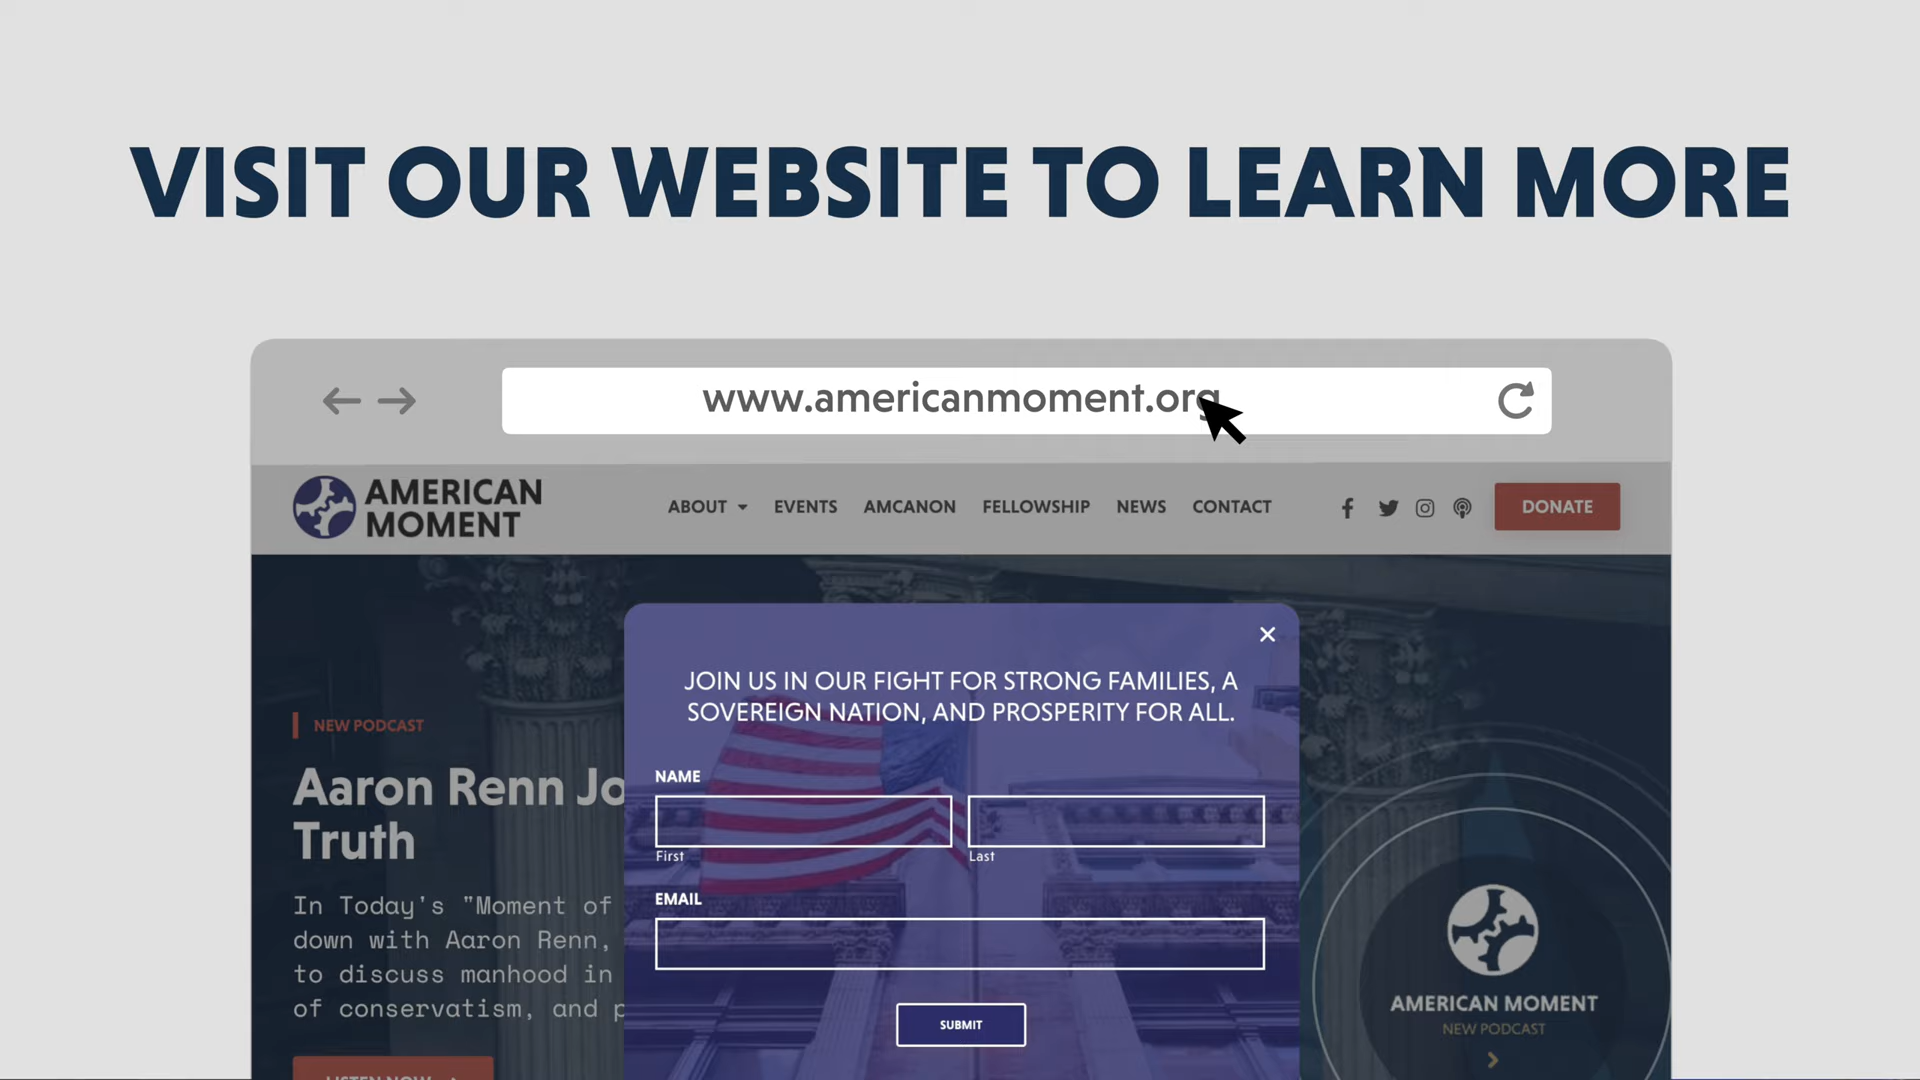 VISIT OUR WEBSITE TO LEARN MORE
www.americanmoment.org
AMERICAN
MOMENT
ABOUT EVENTS AMCANON FELLOWSHIP NEWS CONTACT DONATE
JOIN US IN OUR FIGHT FOR STRONG FAMILIES, A
SOVEREIGN NATION, AND PROSPERITY FOR ALL.
NAME
First Last
EMAIL
SUBMIT
NEW PODCAST
Aaron Renn Jo
Truth
In Today's "Moment of
down with Aaron Renn,
to discuss manhood in
of conservatism, and p
LISTEN NOW
AMERICAN MOMENT
NEW PODCAST